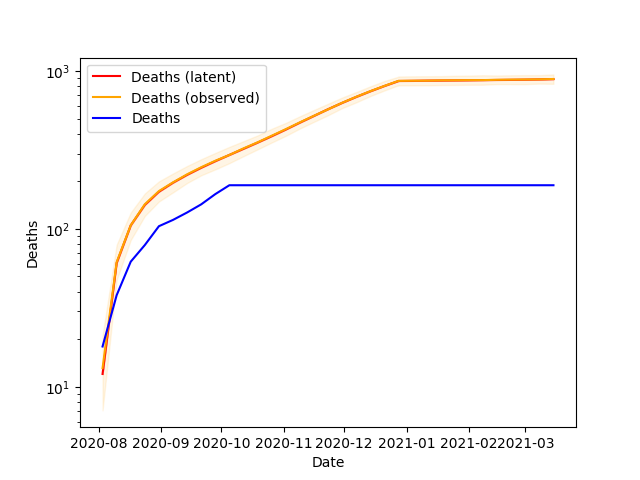 Deaths (latent)
Deaths (observed)
Deaths
10³
10²
10¹
Deaths
2020-08 2020-09 2020-10 2020-11 2020-12 2021-01 2021-02 2021-03
Date